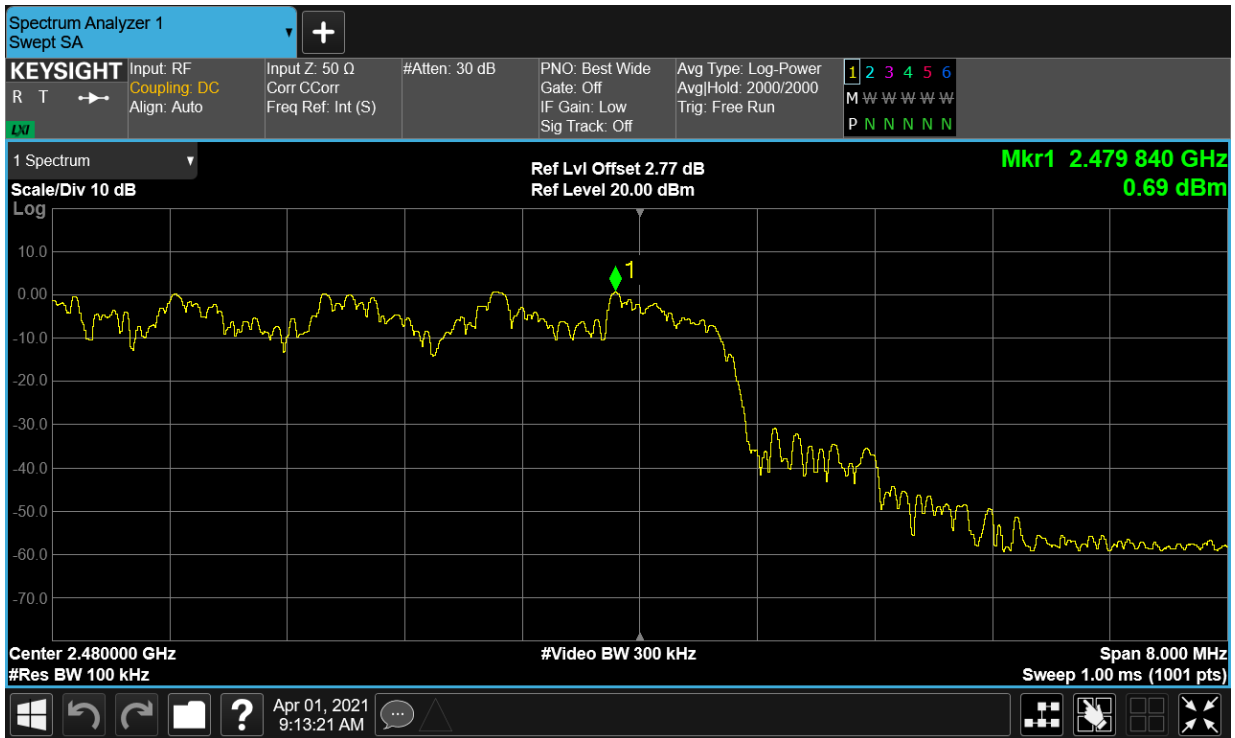 Spectrum Analyzer 1
Swept SA
KEYSIGHT
R T
LXI
Input: RF
Coupling: DC
Align: Auto
Input Z: 50 Ω
Corr CCorr
Freq Ref: Int (S)
#Atten: 30 dB
PNO: Best Wide
Gate: Off
IF Gain: Low
Sig Track: Off
Avg Type: Log-Power
Avg|Hold: 2000/2000
Trig: Free Run
1 2 3 4 5 6
M W W W W W
P N N N N N
1 Spectrum
Scale/Div 10 dB
Log
Ref Lvl Offset 2.77 dB
Ref Level 20.00 dBm
Mkr1 2.479 840 GHz
0.69 dBm
1
10.0
0.00
-10.0
-20.0
-30.0
-40.0
-50.0
-60.0
-70.0
Center 2.480000 GHz
#Res BW 100 kHz
#Video BW 300 kHz
Span 8.000 MHz
Sweep 1.00 ms (1001 pts)
?
Apr 01, 2021
9:13:21 AM